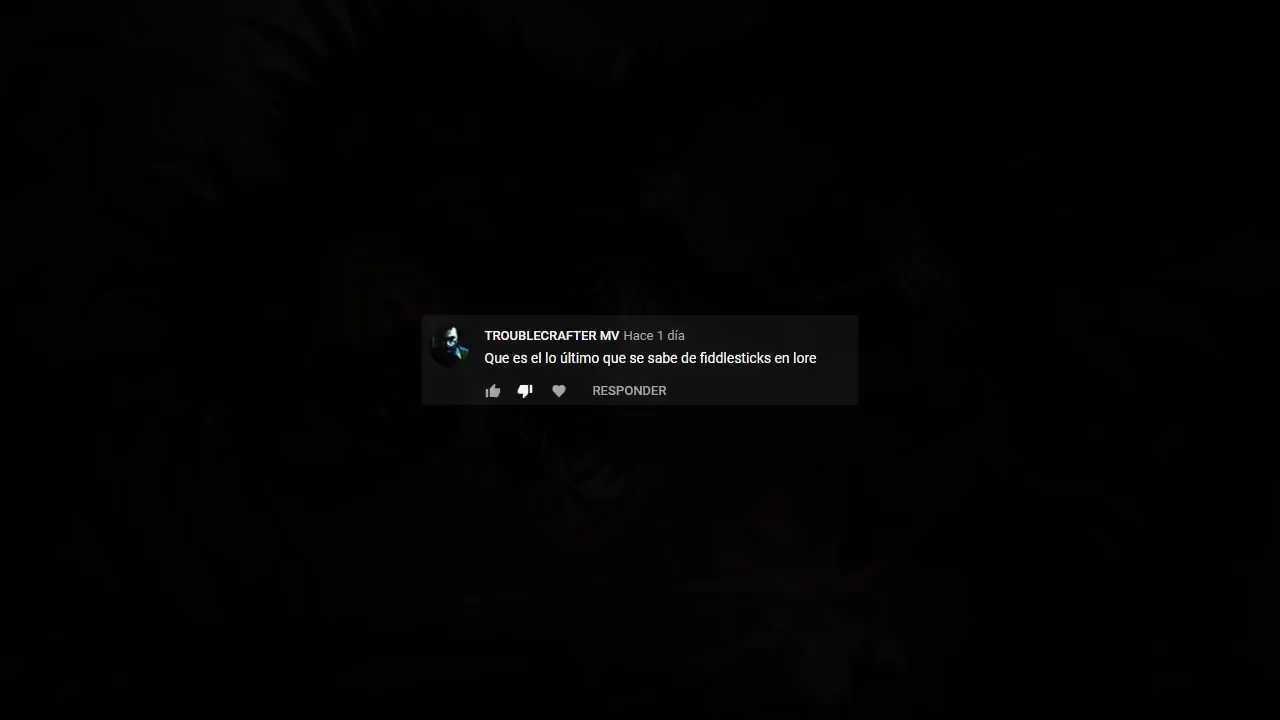 TROUBLECRAFTER MV Hace 1 día
Que es el lo último que se sabe de fiddlesticks en lore
RESPONDER